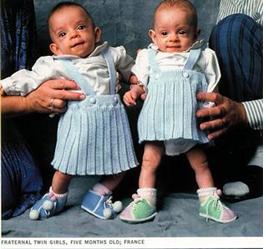 FRATERNAL TWIN GIRLS, FIVE MONTHS OLD; FRANCE